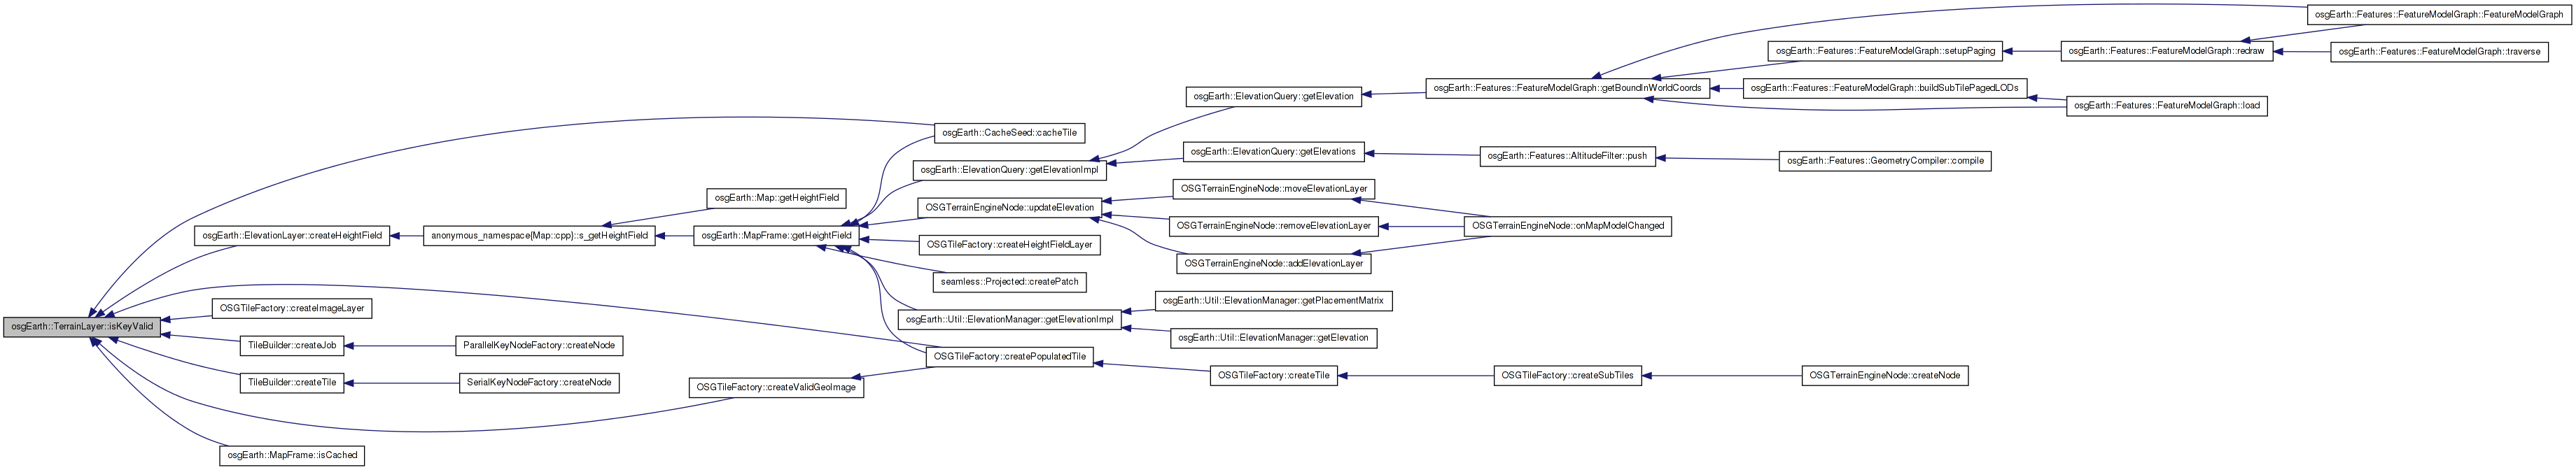 osgEarth::Features::FeatureModelGraph::FeatureModelGraph
osgEarth::Features::FeatureModelGraph::setupPaging
osgEarth::Features::FeatureModelGraph::redraw
osgEarth::Features::FeatureModelGraph::traverse
osgEarth::ElevationQuery::getElevation
osgEarth::Features::FeatureModelGraph::getBoundInWorldCoords
osgEarth::Features::FeatureModelGraph::buildSubTilePagedLODs
osgEarth::Features::FeatureModelGraph::load
osgEarth::CacheSeed::cacheTile
osgEarth::ElevationQuery::getElevations
osgEarth::Features::AltitudeFilter::push
osgEarth::Features::GeometryCompiler::compile
osgEarth::ElevationQuery::getElevationImpl
osgEarth::Map::getHeightField
OSGTerrainEngineNode::moveElevationLayer
OSGTerrainEngineNode::updateElevation
OSGTerrainEngineNode::removeElevationLayer
OSGTerrainEngineNode::onMapModelChanged
osgEarth::ElevationLayer::createHeightField
anonymous_namespace{Map.cpp}::s_getHeightField
osgEarth::MapFrame::getHeightField
OSGTileFactory::createHeightFieldLayer
OSGTerrainEngineNode::addElevationLayer
seamless::Projected::createPatch
osgEarth::Util::ElevationManager::getPlacementMatrix
OSGTileFactory::createImageLayer
osgEarth::TerrainLayer::isKeyValid
osgEarth::Util::ElevationManager::getElevationImpl
osgEarth::Util::ElevationManager::getElevation
TileBuilder::createJob
ParallelKeyNodeFactory::createNode
OSGTileFactory::createPopulatedTile
TileBuilder::createTile
SerialKeyNodeFactory::createNode
OSGTileFactory::createValidGeoImage
OSGTileFactory::createTile
OSGTileFactory::createSubTiles
OSGTerrainEngineNode::createNode
osgEarth::MapFrame::isCached